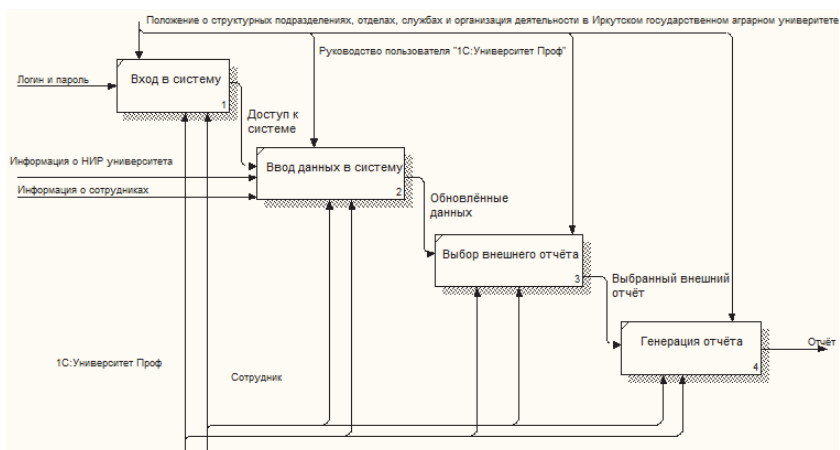 Положение о структурных подразделениях, отделах, службах и организация деятельности в Иркутском государственном аграрном университете
Руководство пользователя "1С:Университет Проф"
Логин и пароль
Вход в систему
1
Доступ к
системе
Информация о НИР университета
Информация о сотрудниках
Ввод данных в систему
2
Обновлённые
данных
Выбор внешнего отчёта
3
Выбранный внешний
отчёт
Генерация отчёта
4
Отчёт
1С:Университет Проф
Сотрудник